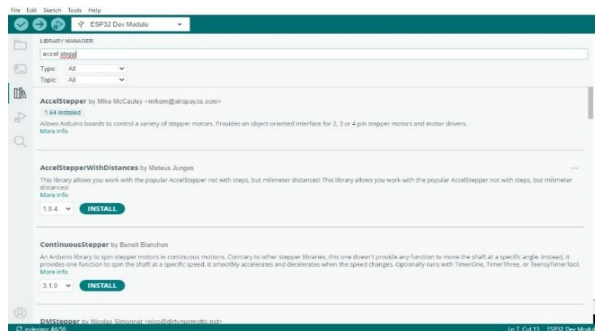 File Edit Sketch Tools Help
ESP32 Dev Module
LIBRARY MANAGER
accel stepp
Type: All
Topic: All
AccelStepper by Mike McCauley <mikem@airspayce.com>
1.64 installed
Allows Arduino boards to control a variety of stepper motors. Provides an object-oriented interface for 2, 3 or 4 pin stepper motors and motor drivers.
More info
AccelStepperWithDistances by Mateus Junges
This library allows you work with the popular AccelStepper not with steps, but milimeter distances! This library allows you work with the popular AccelStepper not with steps, but milimeter
distances!
More info
1.0.4 INSTALL
ContinuousStepper by Benoit Blanchon
An Arduino library to spin stepper motors in continuous motions. Contrary to other stepper libraries, this one doesn't provide any function to move the shaft at a specific angle. Instead, it
provides one function to spin the shaft at a specific speed. It smoothly accelerates and decelerates when the speed changes. Optionally runs with TimerOne, TimerThree, or TeensyTimerTool.
More info
3.1.0 INSTALL
DMStepper by Nicolas Simonnet
indexing: 46/56
Ln 7, Col 13 ESP32 Dev Module